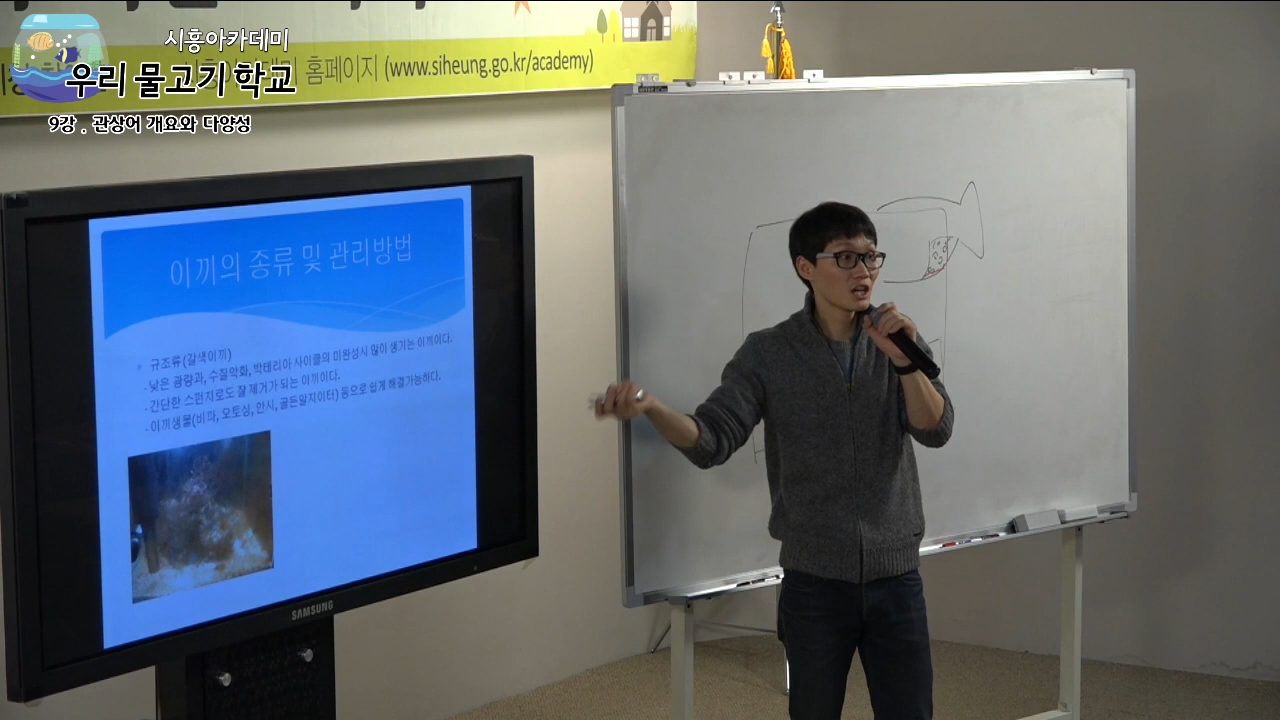 시흥아카데미
우리 물고기 학교
9강 . 관상어 개요와 다양성
홈페이지 (www.siheung.go.kr/academy)
이끼의 종류 및 관리방법
규조류(갈색이끼)
- 낮은 광량과, 수질악화, 박테리아 사이클의 미완성시 많이 생기는 이끼이다.
- 간단한 스펀지로도 잘 제거가 되는 이끼이다.
- 이끼생물(비파, 오토싱, 안시, 골든알지이터) 등으로 쉽게 해결가능하다.
SAMSUNG